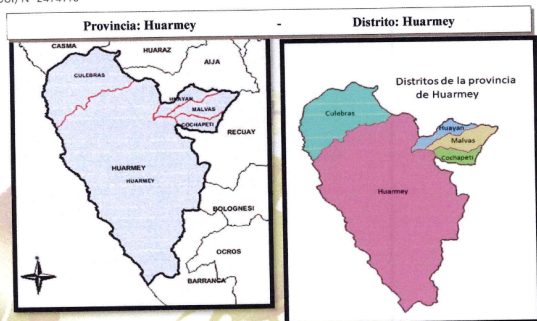 Provincia: Huarmey - Distrito: Huarmey
CASMA
HUARAZ
AIJA
CULEBRAS
HUAYAN
MALVAS
COCHAPETI
RECUAY
HUARMEY
HUARMEY
BOLOGNESI
OCROS
BARRANCA
Distritos de la provincia
de Huarmey
Culebras
Huayan
Malvas
Cochapeti
Huarmey